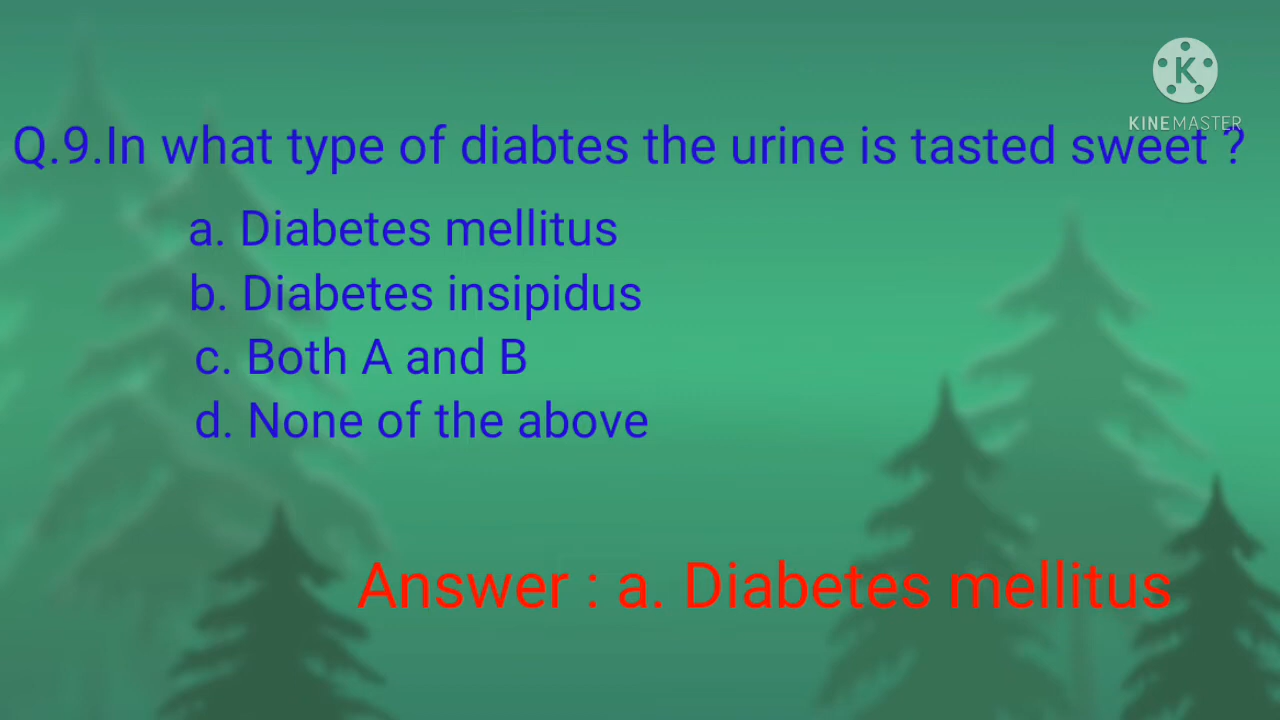 K
KINEMASTER
Q.9.In what type of diabtes the urine is tasted sweet ?
a. Diabetes mellitus
b. Diabetes insipidus
c. Both A and B
d. None of the above
Answer : a. Diabetes mellitus